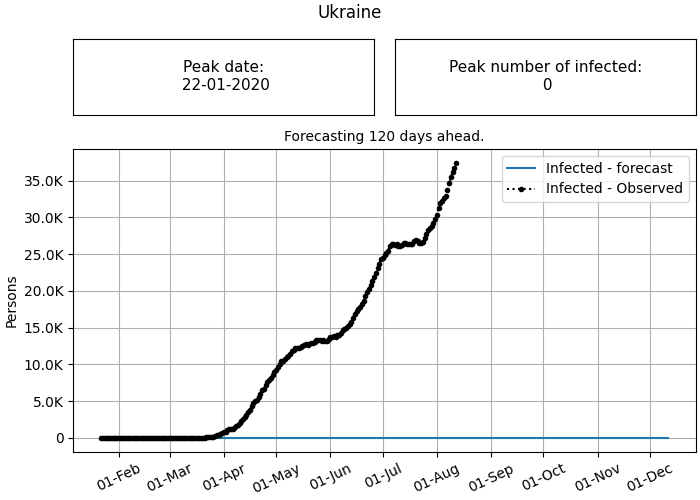 Ukraine
Peak date:
22-01-2020
Peak number of infected:
0
Forecasting 120 days ahead.
Infected - forecast
Infected - Observed
Persons
35.0K
30.0K
25.0K
20.0K
15.0K
10.0K
5.0K
0
01-Feb
01-Mar
01-Apr
01-May
01-Jun
01-Jul
01-Aug
01-Sep
01-Oct
01-Nov
01-Dec